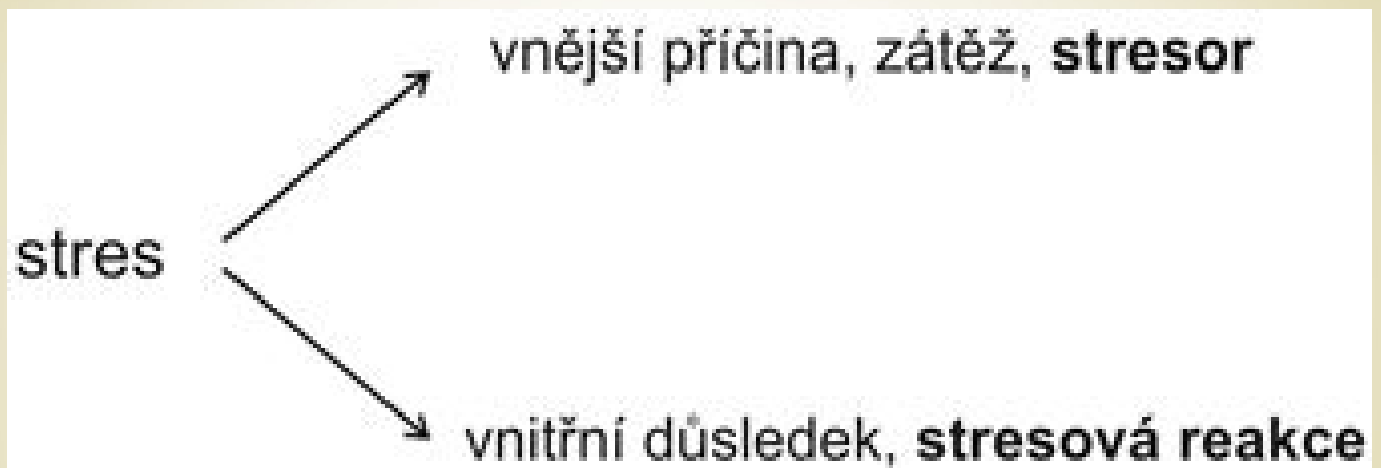 vnější příčina, zátěž, stresor
stres
vnitřní důsledek, stresová reakce